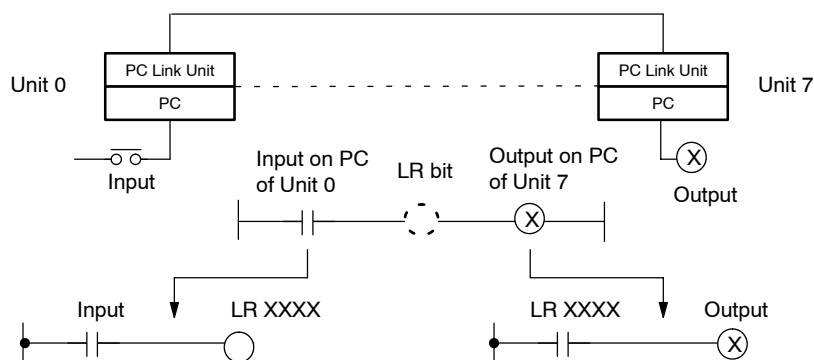 PC Link Unit
PC Link Unit
Unit 0
Unit 7
PC
PC
Input
Input on PC
of Unit 0
LR bit
Output on PC
of Unit 7
X
Output
X
Input
LR XXXX
LR XXXX
Output
X